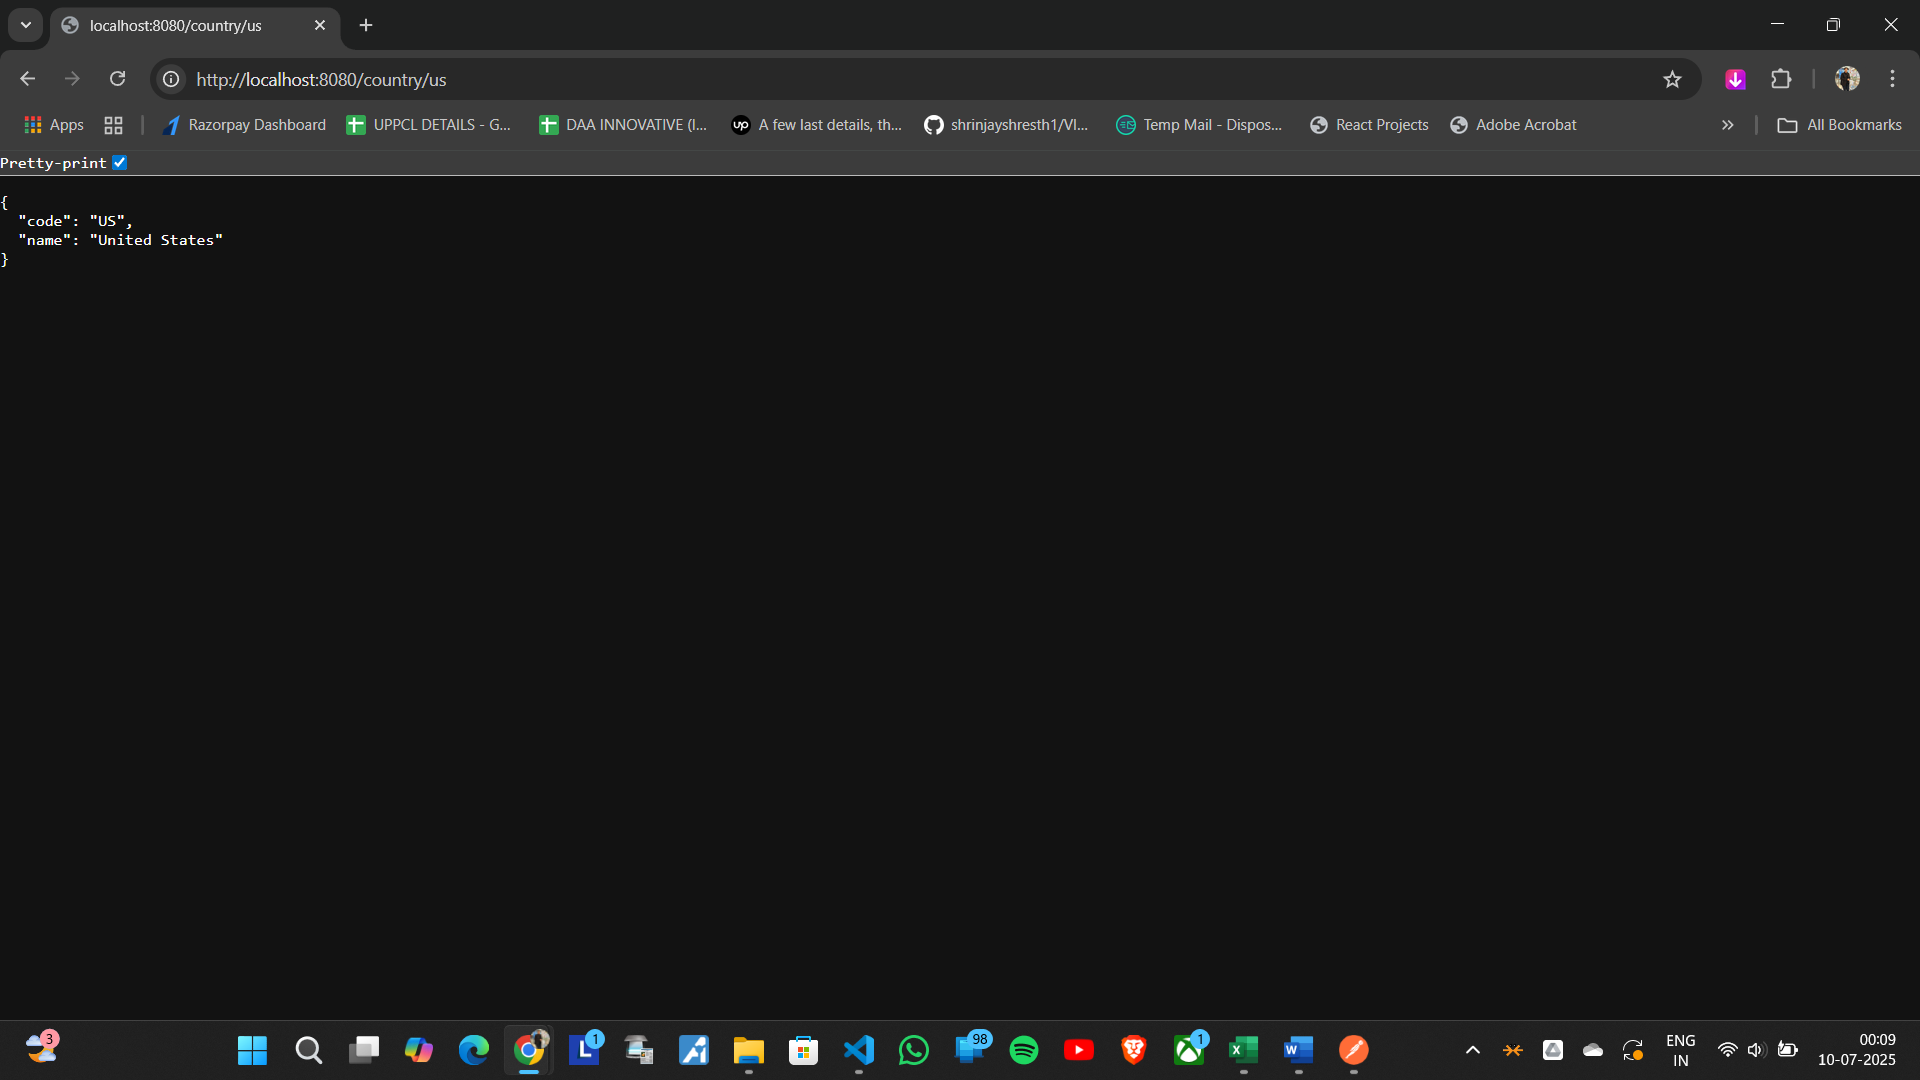 localhost:8080/country/us
http://localhost:8080/country/us
Apps
Razorpay Dashboard
UPPCL DETAILS - G...
DAA INNOVATIVE (I...
up
A few last details, th...
shrinjayshresth1/VI...
Temp Mail - Dispos...
React Projects
Adobe Acrobat
All Bookmarks
Pretty-print
{
"code": "US",
"name": "United States"
}
3
L
1
98
1
X
W
ENG
IN
00:09
10-07-2025